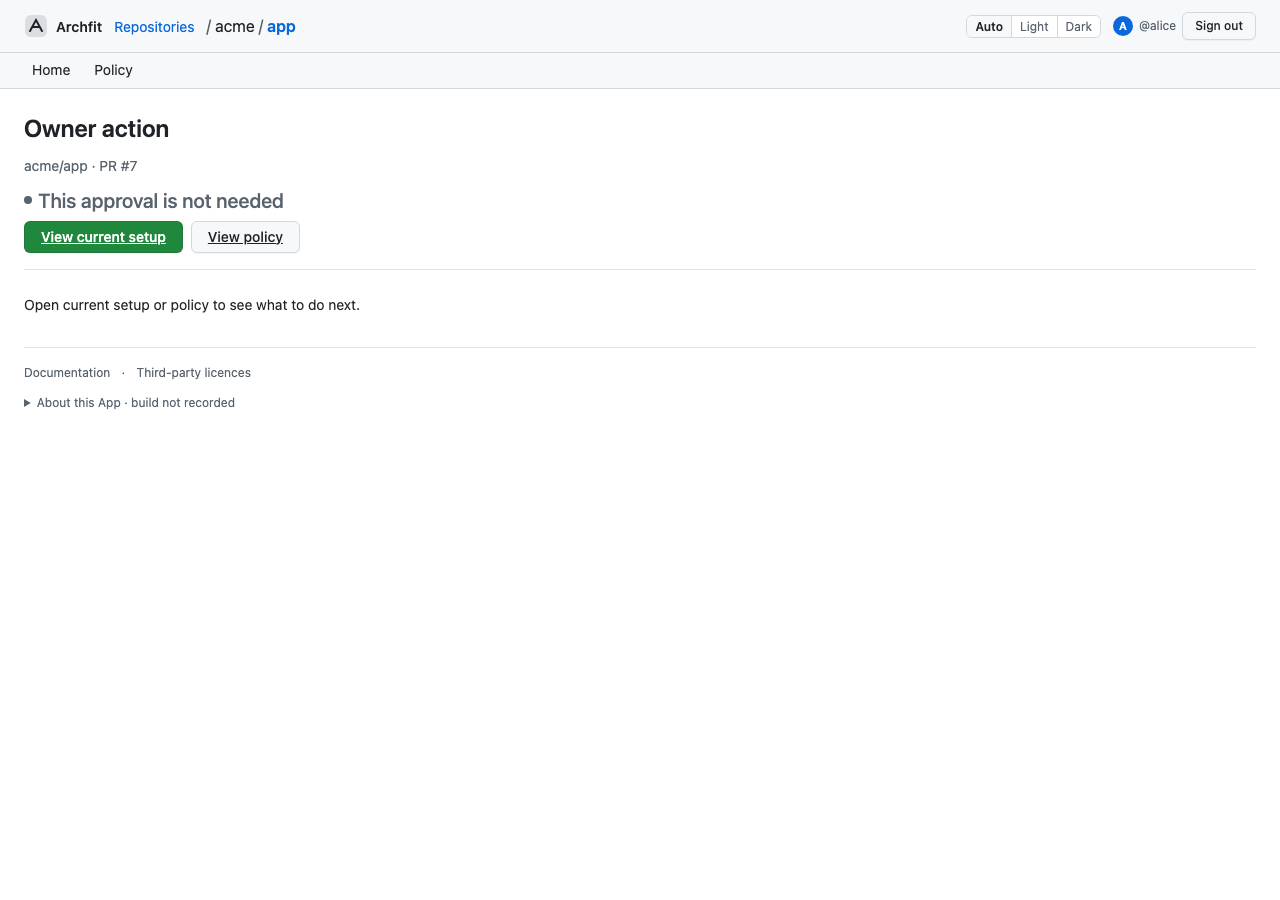 Archfit Repositories / acme / app Auto Light Dark A @alice Sign out
Home Policy
Owner action
acme/app · PR #7
This approval is not needed
View current setup View policy
Open current setup or policy to see what to do next.
Documentation · Third-party licences
About this App · build not recorded